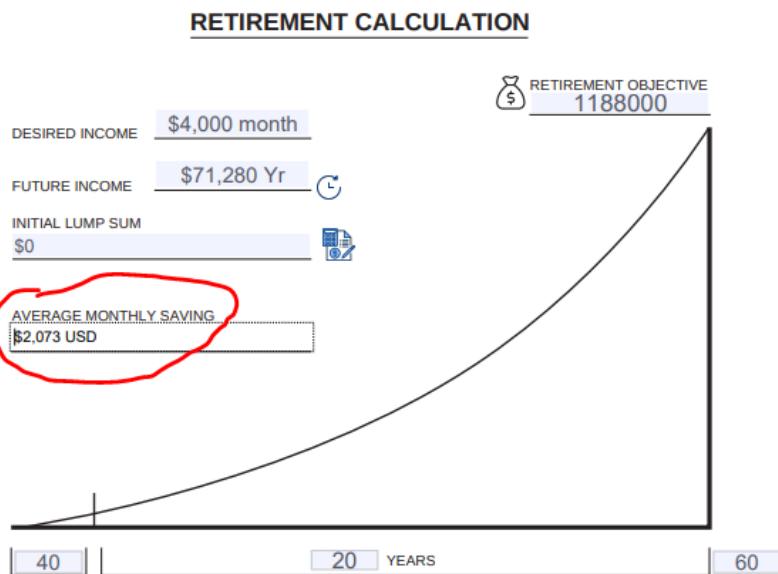 RETIREMENT CALCULATION
$
RETIREMENT OBJECTIVE
1188000
DESIRED INCOME $4,000 month
FUTURE INCOME $71,280 Yr
INITIAL LUMP SUM
$0
AVERAGE MONTHLY SAVING
$2,073 USD
40 20 YEARS 60